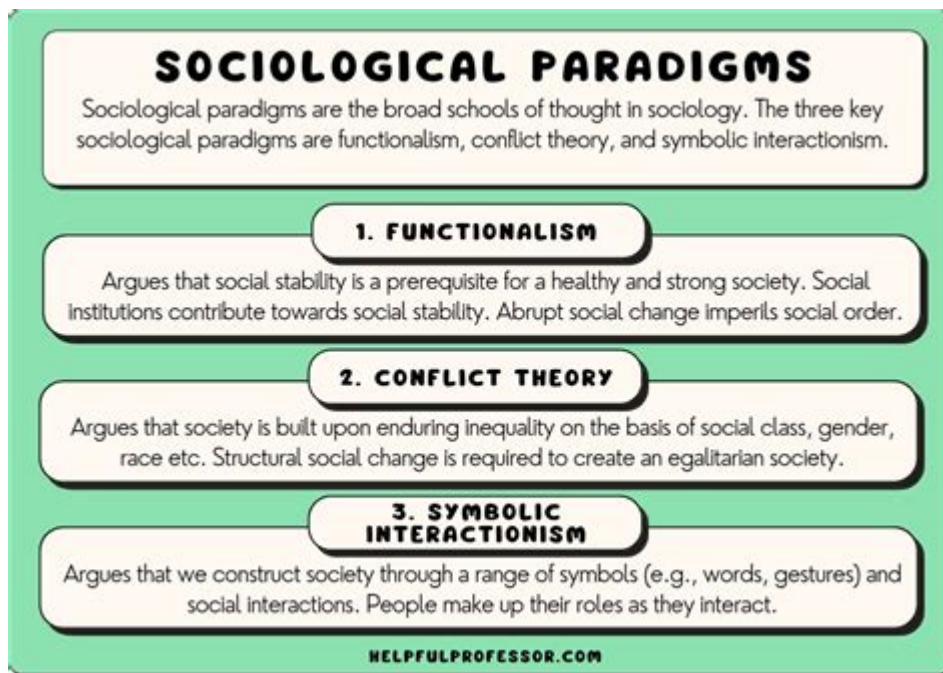 SOCIOLOGICAL PARADIGMS
Sociological paradigms are the broad schools of thought in sociology. The three key
sociological paradigms are functionalism, conflict theory, and symbolic interactionism.
1. FUNCTIONALISM
Argues that social stability is a prerequisite for a healthy and strong society. Social
institutions contribute towards social stability. Abrupt social change imperils social order.
2. CONFLICT THEORY
Argues that society is built upon enduring inequality on the basis of social class, gender,
race etc. Structural social change is required to create an egalitarian society.
3. SYMBOLIC
INTERACTIONISM
Argues that we construct society through a range of symbols (e.g., words, gestures) and
social interactions. People make up their roles as they interact.
HELPFULPROFESSOR.COM